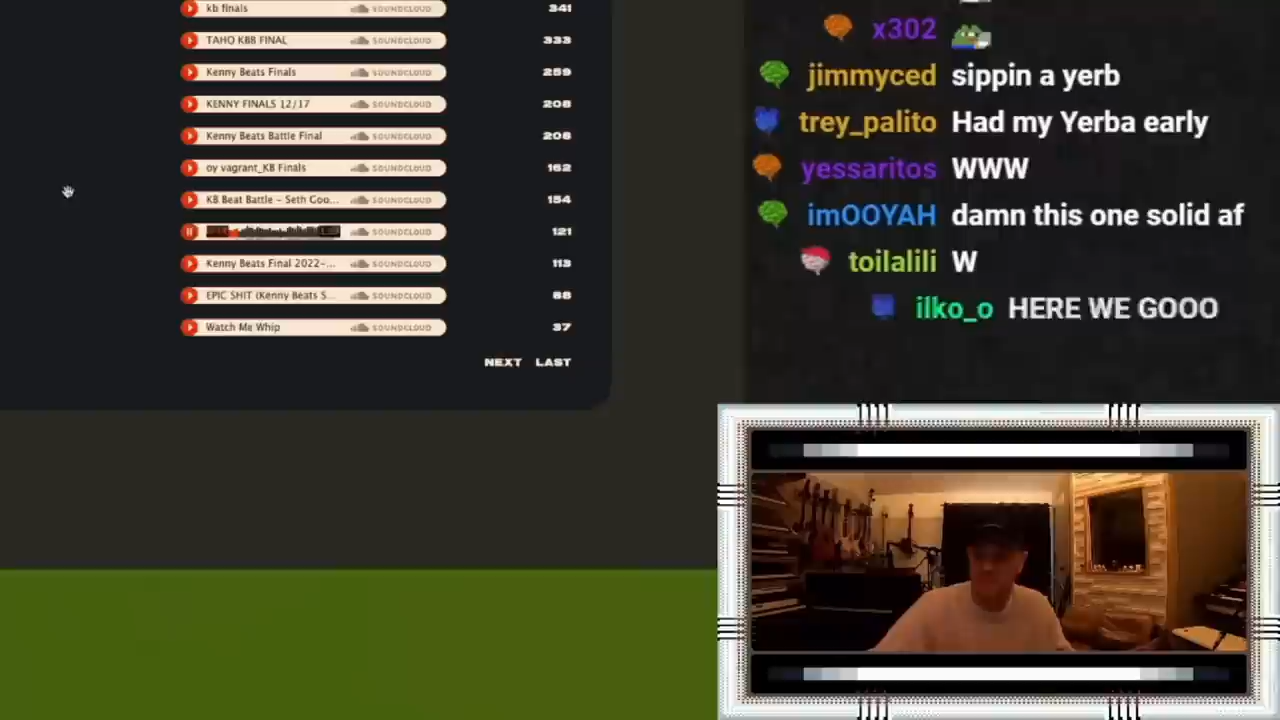 kb finals SOUNDCLOUD 341
TAHO KBB FINAL SOUNDCLOUD 333
Kenny Beats Finals SOUNDCLOUD 259
KENNY FINALS 12/17 SOUNDCLOUD 208
Kenny Beats Battle Final SOUNDCLOUD 206
oy vagrant_KB Finals SOUNDCLOUD 162
KB Beat Battle - Seth Goo... SOUNDCLOUD 154
SOUNDCLOUD 121
Kenny Beats Final 2022-... SOUNDCLOUD 113
EPIC SHIT (Kenny Beats S... SOUNDCLOUD 88
Watch Me Whip SOUNDCLOUD 37
NEXT LAST
x302
jimmyced sippin a yerb
trey_palito Had my Yerba early
yessaritos WWW
imOOYAH damn this one solid af
toilalili W
ilko_o HERE WE GOOO